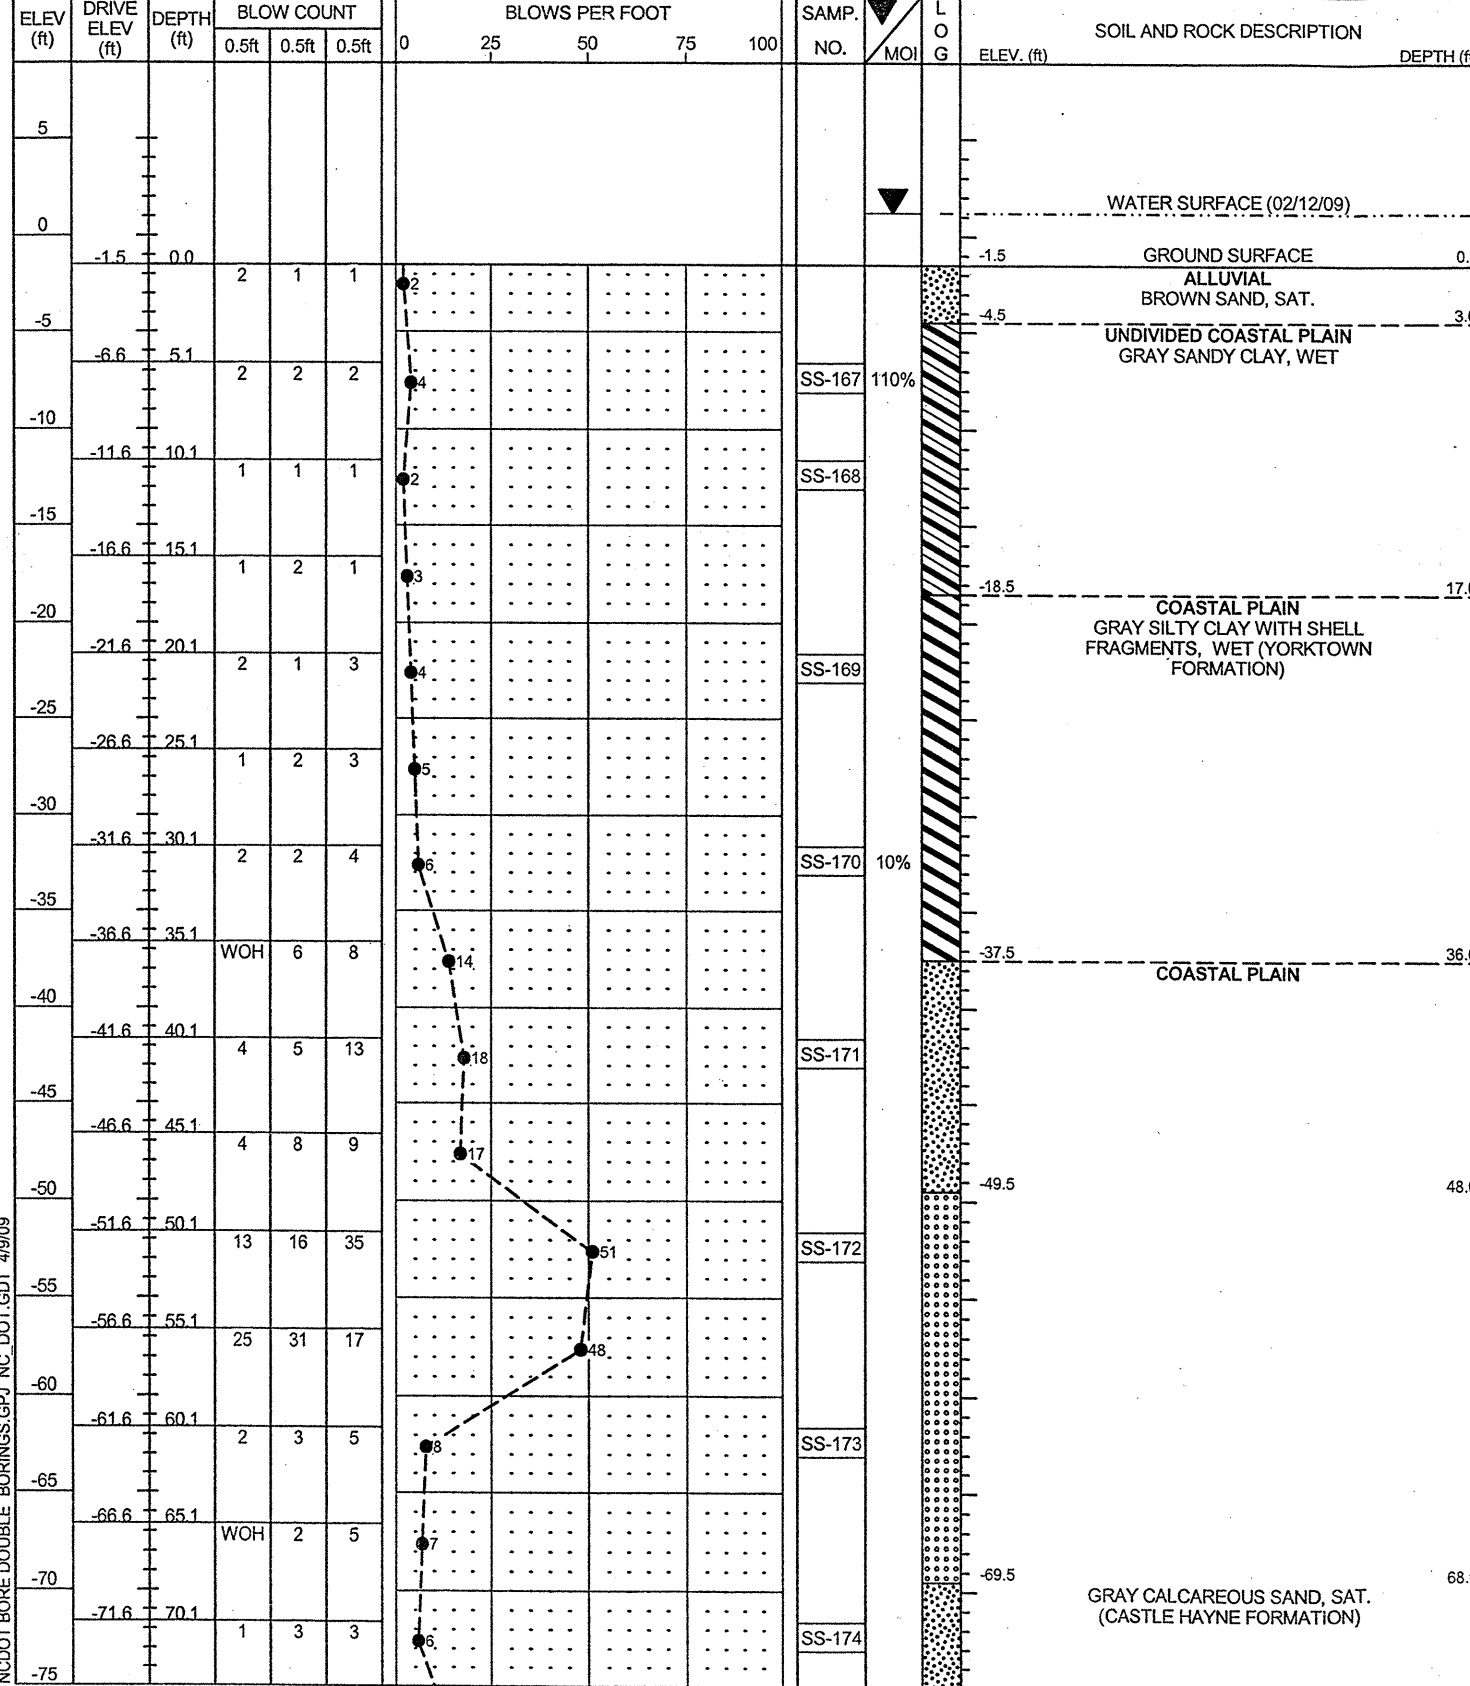 ELEV (ft) DRIVE ELEV (ft) DEPTH (ft) BLOW COUNT BLOWS PER FOOT SAMP. NO. MOI LOG SOIL AND ROCK DESCRIPTION
0.5ft 0.5ft 0.5ft 0 25 50 75 100 ELEV. (ft) DEPTH
5
WATER SURFACE (02/12/09)
0
-1.5 0.0 -1.5 GROUND SURFACE
2 1 1 2 ALLUVIAL
BROWN SAND, SAT.
-5 -4.5
UNDIVIDED COASTAL PLAIN
-6.6 5.1 GRAY SANDY CLAY, WET
2 2 2 4 SS-167 110%
-10
-11.6 10.1
1 1 1 2 SS-168
-15
-16.6 15.1
1 2 1 3
-18.5
-20 COASTAL PLAIN
GRAY SILTY CLAY WITH SHELL
-21.6 20.1 FRAGMENTS, WET (YORKTOWN
2 1 3 4 SS-169 FORMATION)
-25
-26.6 25.1
1 2 3 5
-30
-31.6 30.1
2 2 4 6 SS-170 10%
-35
-36.6 35.1
WOH 6 8 14 -37.5
COASTAL PLAIN
-40
-41.6 40.1
4 5 13 18 SS-171
-45
-46.6 45.1
4 8 9 17
-50 -49.5
-51.6 50.1
13 16 35 51 SS-172
-55
-56.6 55.1
25 31 17 48
-60
-61.6 60.1
2 3 5 8 SS-173
-65
-66.6 65.1
WOH 2 5 7
-70 -69.5
GRAY CALCAREOUS SAND, SAT.
-71.6 70.1 (CASTLE HAYNE FORMATION)
1 3 3 6 SS-174
-75
NCDOT BORE DOUBLE BORINGS.GPJ NC_DOT.GDT 4/9/09